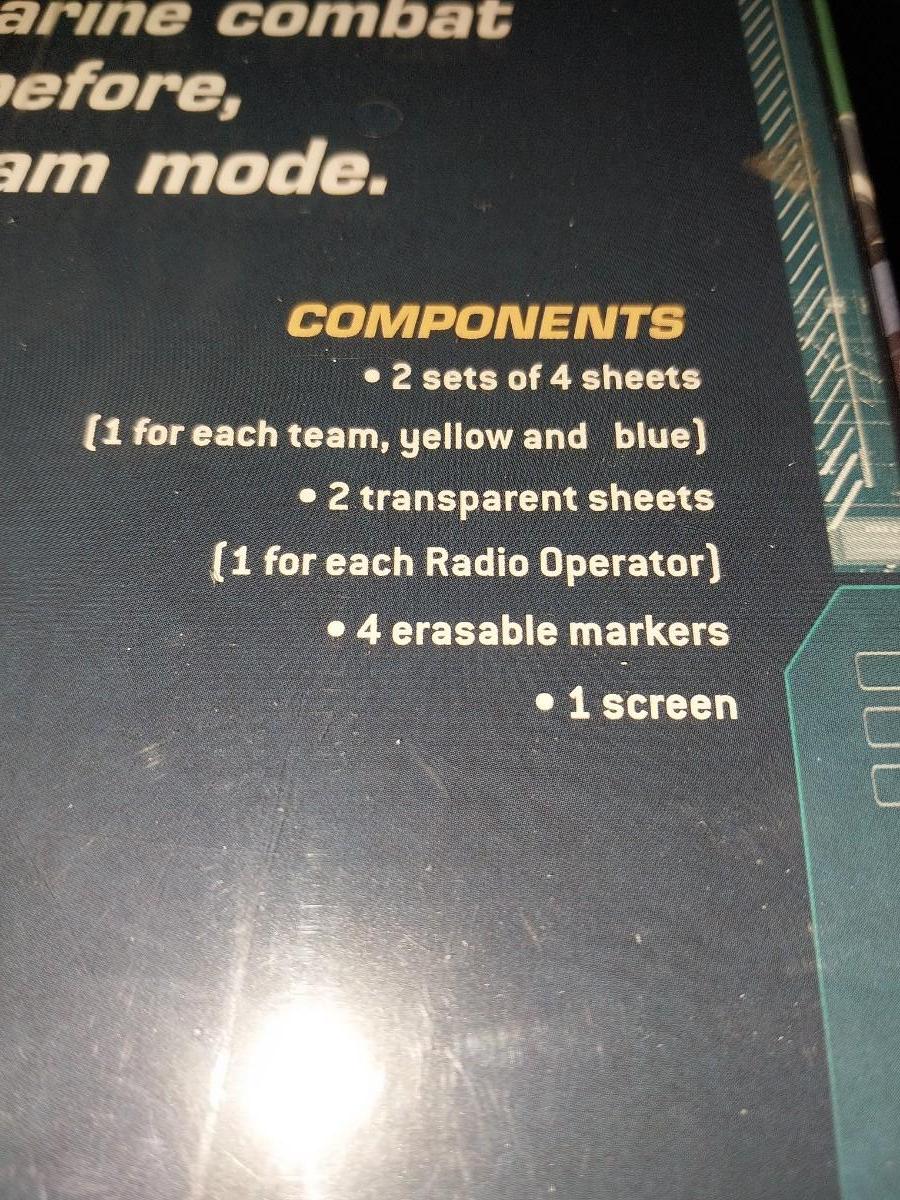 arine combat
before,
am mode.
COMPONENTS
• 2 sets of 4 sheets
(1 for each team, yellow and blue)
• 2 transparent sheets
(1 for each Radio Operator)
• 4 erasable markers
• 1 screen